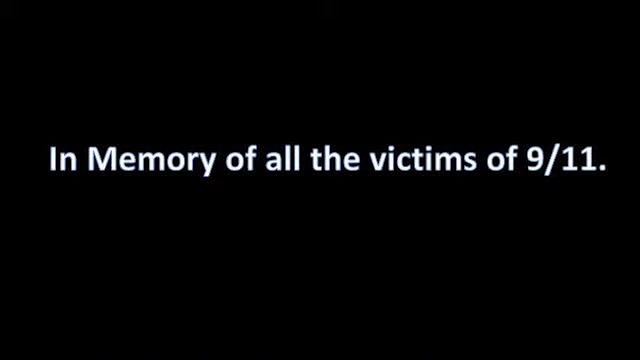 In Memory of all the victims of 9/11.